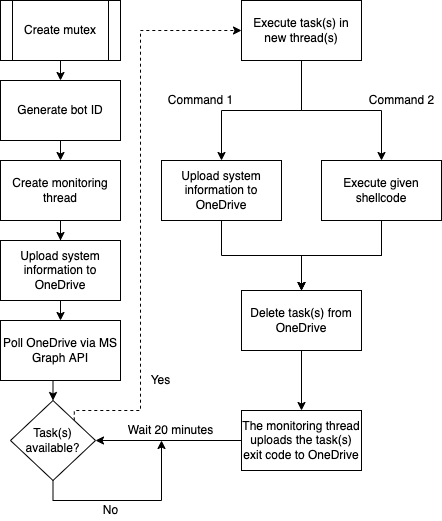 Create mutex
Generate bot ID
Create monitoring
thread
Upload system
information to
OneDrive
Poll OneDrive via MS
Graph API
Task(s)
available?
Yes
No
Wait 20 minutes
Execute task(s) in
new thread(s)
Command 1
Command 2
Upload system
information to
OneDrive
Execute given
shellcode
Delete task(s) from
OneDrive
The monitoring thread
uploads the task(s)
exit code to OneDrive